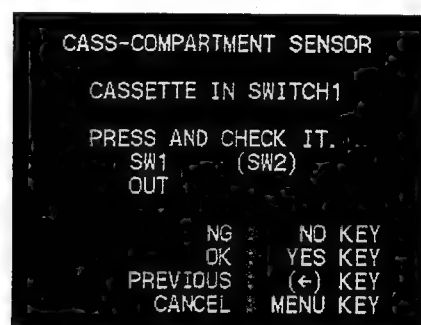 CASS-COMPARTMENT SENSOR
CASSETTE IN SWITCH1
PRESS AND CHECK IT.
SW1 (SW2)
OUT
NG : NO KEY
OK : YES KEY
PREVIOUS : (←) KEY
CANCEL : MENU KEY